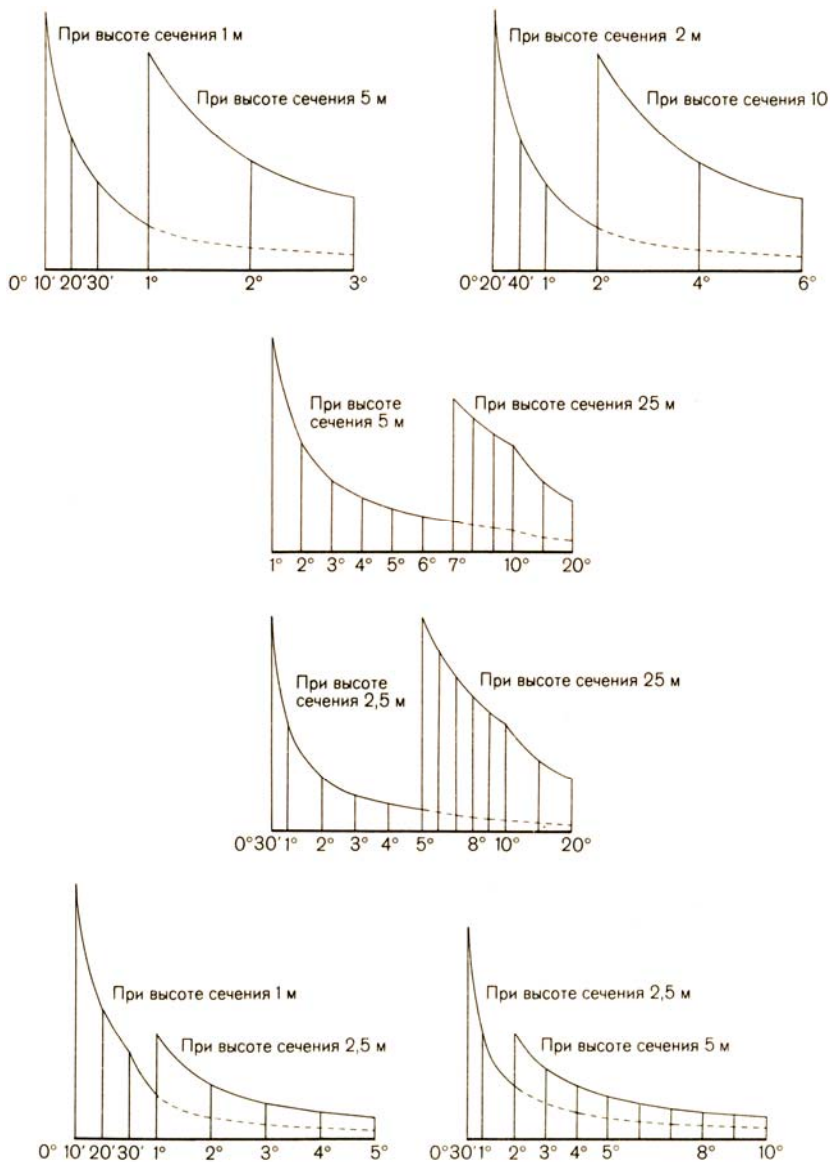 При высоте сечения 1 м
При высоте сечения 5 м
0° 10' 20' 30' 1° 2° 3°
При высоте сечения 2 м
При высоте сечения 10
0° 20' 40' 1° 2° 4° 6°
При высоте
сечения 5 м
При высоте сечения 25 м
1° 2° 3° 4° 5° 6° 7° 10° 20°
При высоте
сечения 2,5 м
При высоте сечения 25 м
0°30' 1° 2° 3° 4° 5° 8° 10° 20°
При высоте сечения 1 м
При высоте сечения 2,5 м
0° 10' 20' 30' 1° 2° 3° 4° 5°
При высоте сечения 2,5 м
При высоте сечения 5 м
0°30' 1° 2° 3° 4° 5° 8° 10°